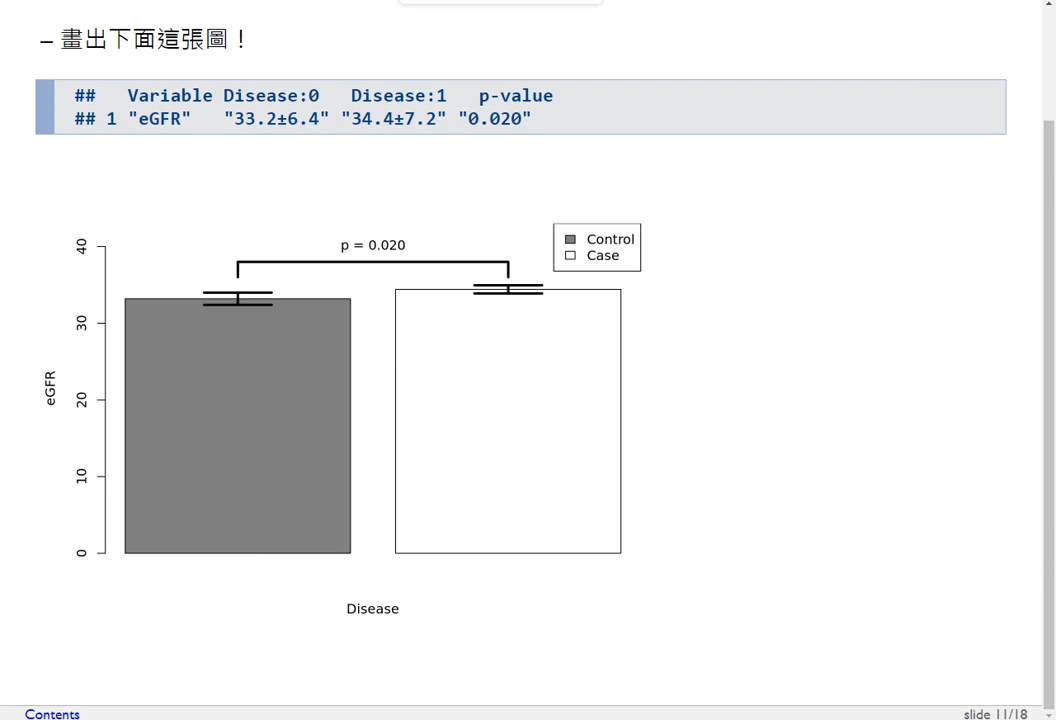 – 畫出下面這張圖！
##   Variable Disease:0   Disease:1   p-value
## 1 "eGFR"   "33.2±6.4" "34.4±7.2" "0.020"
p = 0.020
Control
Case
40
30
20
10
0
eGFR
Disease
Contents
slide 11/18